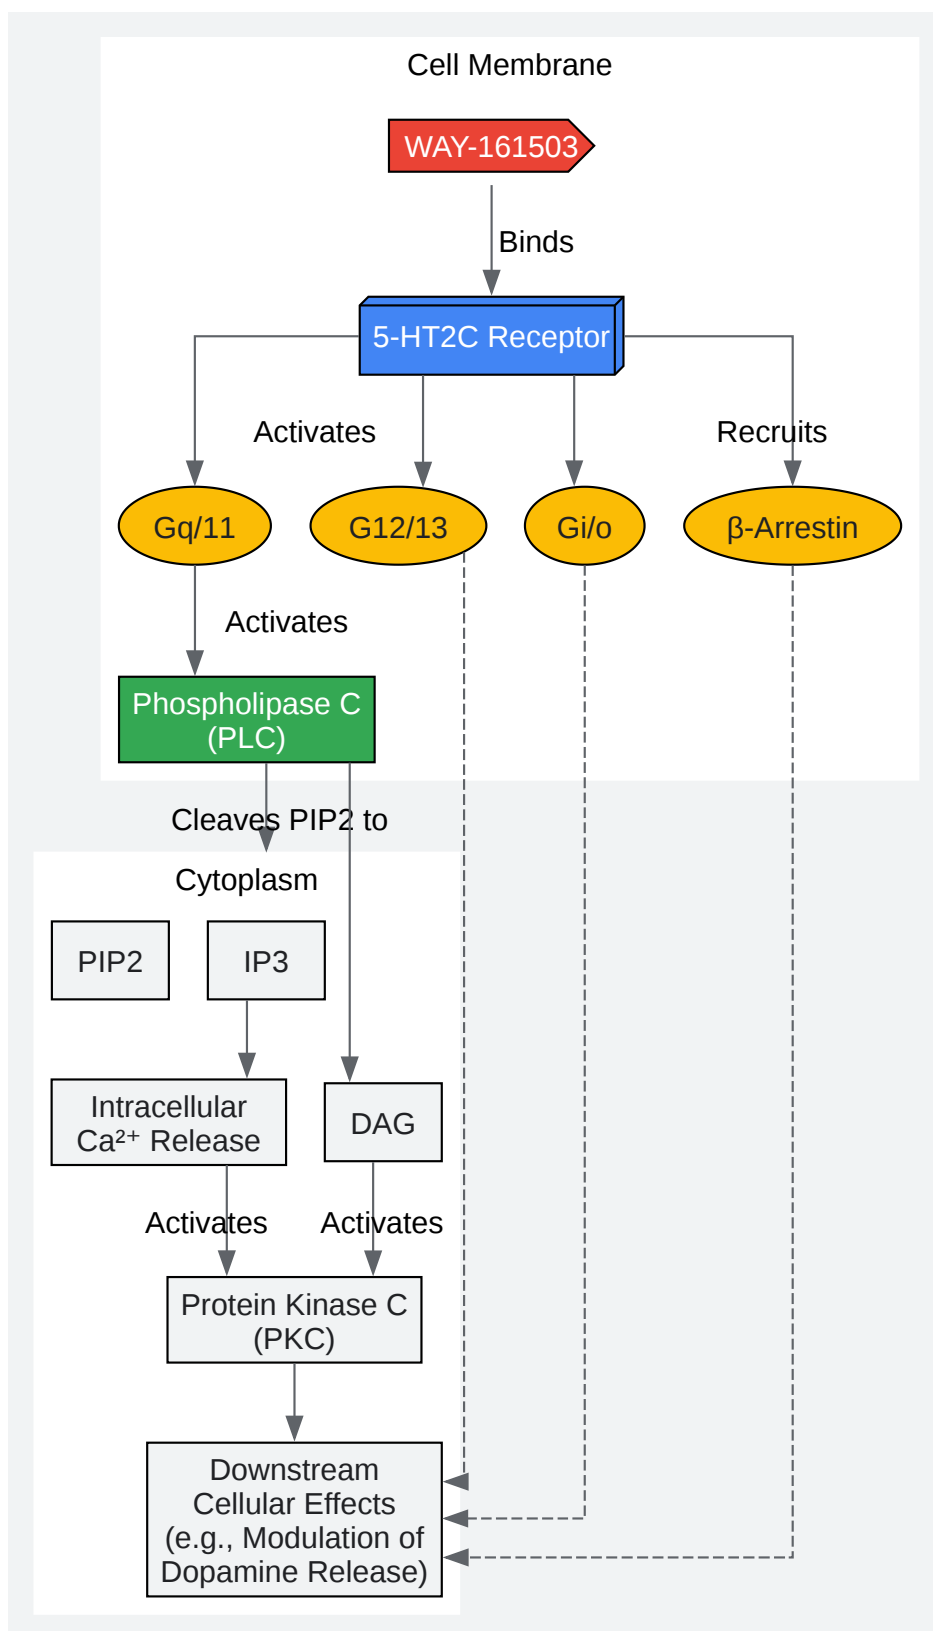 Cell Membrane
WAY-161503
Binds
5-HT2C Receptor
Activates
Recruits
Gq/11
G12/13
Gi/o
β-Arrestin
Activates
Phospholipase C
(PLC)
Cleaves PIP2 to
Cytoplasm
PIP2
IP3
Intracellular
Ca²⁺ Release
DAG
Activates
Activates
Protein Kinase C
(PKC)
Downstream
Cellular Effects
(e.g., Modulation of
Dopamine Release)